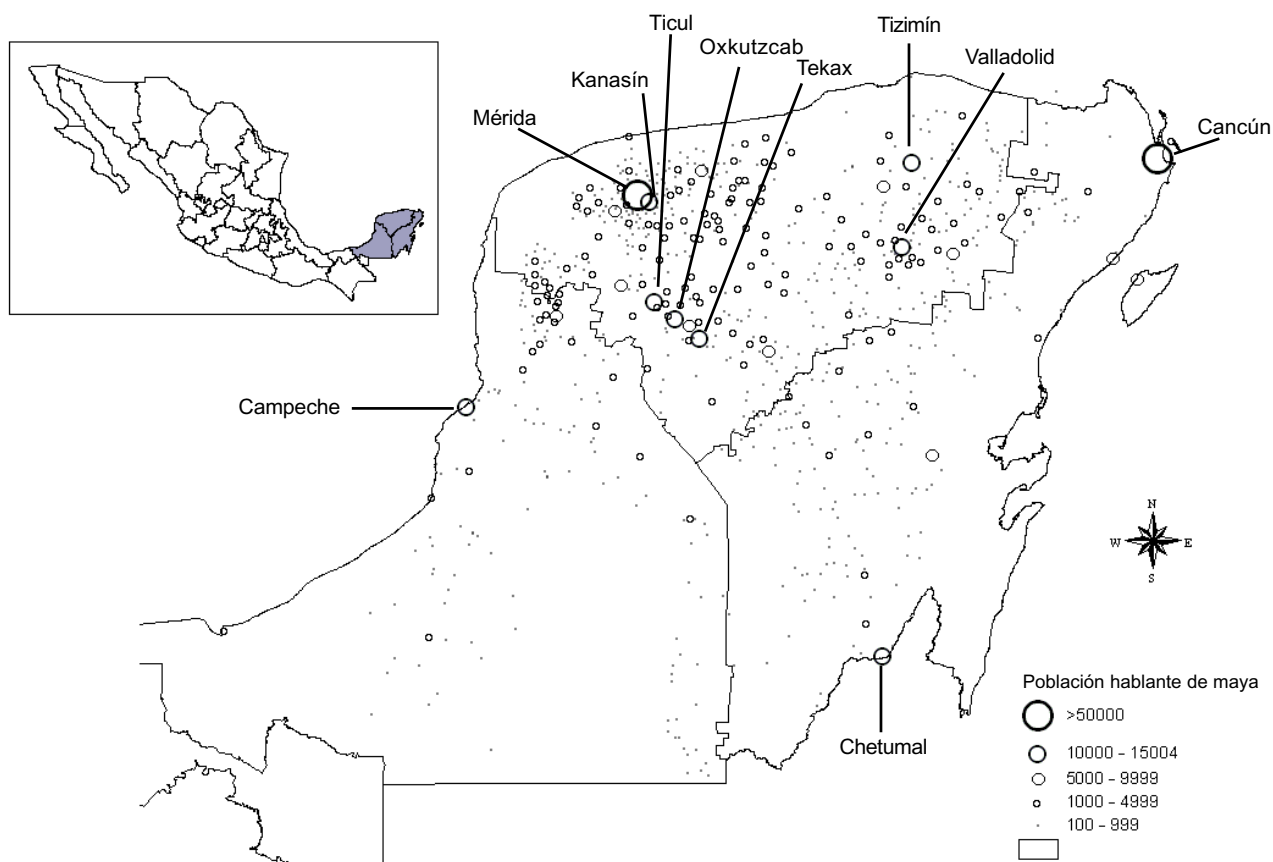 Ticul
Tizimín
Oxkutzcab
Valladolid
Tekax
Kanasín
Mérida
Cancún
Campeche
N
W E
S
Población hablante de maya
>50000
10000 - 15004
5000 - 9999
1000 - 4999
100 - 999
Chetumal